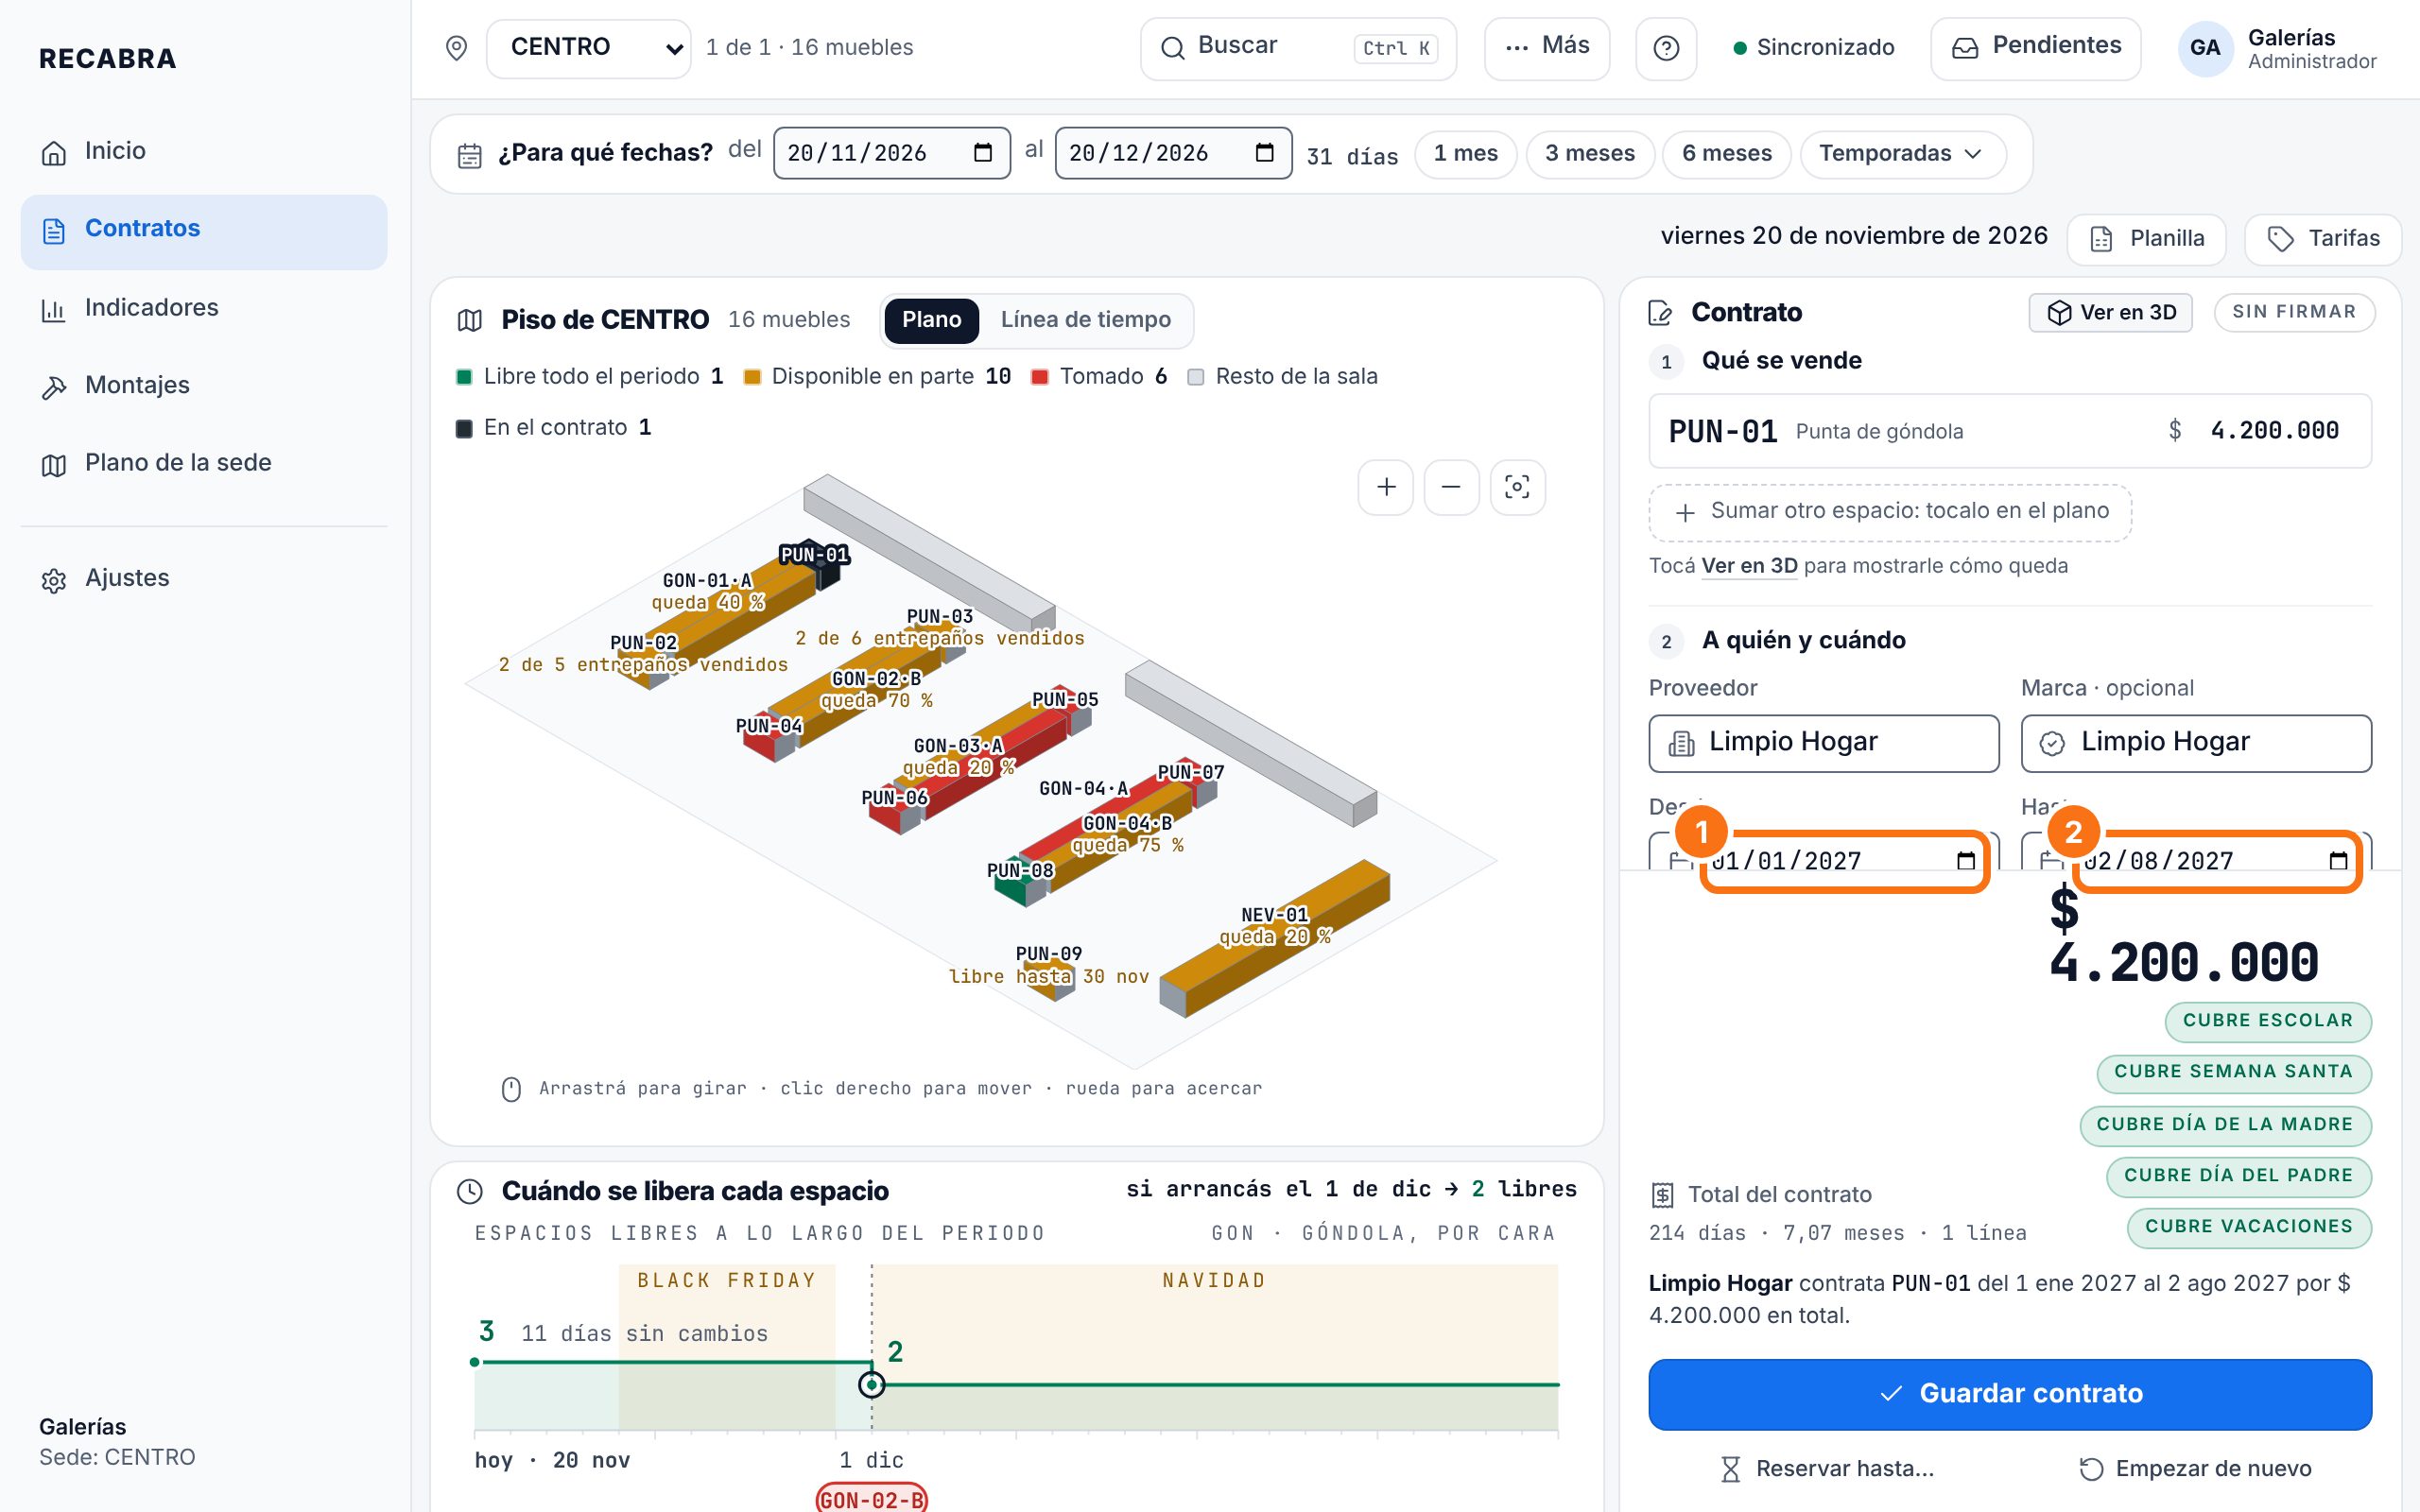 RECABRA
Inicio
Contratos
Indicadores
Montajes
Plano de la sede
Ajustes
Galerías
Sede: CENTRO
CENTRO
1 de 1 · 16 muebles
Buscar
Ctrl K
Más
Sincronizado
Pendientes
GA
Galerías
Administrador
¿Para qué fechas?
del
20/11/2026
al
20/12/2026
31 días
1 mes
3 meses
6 meses
Temporadas
viernes 20 de noviembre de 2026
Planilla
Tarifas
Piso de CENTRO
16 muebles
Plano
Línea de tiempo
Libre todo el periodo 1
Disponible en parte 10
Tomado 6
Resto de la sala
En el contrato 1
PUN-01
GON-01·A
queda 40 %
PUN-03
2 de 6 entrepaños vendidos
PUN-02
2 de 5 entrepaños vendidos
GON-02·B
queda 70 %
PUN-05
PUN-04
GON-03·A
queda 20 %
PUN-07
GON-04·A
PUN-06
GON-04·B
queda 75 %
PUN-08
NEV-01
queda 20 %
PUN-09
libre hasta 30 nov
Arrastrá para girar · clic derecho para mover · rueda para acercar
Cuándo se libera cada espacio
si arrancás el 1 de dic → 2 libres
ESPACIOS LIBRES A LO LARGO DEL PERIODO
GON · GÓNDOLA, POR CARA
BLACK FRIDAY
NAVIDAD
3
11 días sin cambios
2
hoy · 20 nov
1 dic
GON-02-B
Contrato
Ver en 3D
SIN FIRMAR
1
Qué se vende
PUN-01
Punta de góndola
$ 4.200.000
Sumar otro espacio: tocalo en el plano
Tocá Ver en 3D para mostrarle cómo queda
2
A quién y cuándo
Proveedor
Marca · opcional
Limpio Hogar
Limpio Hogar
1
2
01/01/2027
02/08/2027
$
4.200.000
CUBRE ESCOLAR
CUBRE SEMANA SANTA
CUBRE DÍA DE LA MADRE
CUBRE DÍA DEL PADRE
CUBRE VACACIONES
Total del contrato
214 días · 7,07 meses · 1 línea
Limpio Hogar contrata PUN-01 del 1 ene 2027 al 2 ago 2027 por $
4.200.000 en total.
Guardar contrato
Reservar hasta...
Empezar de nuevo